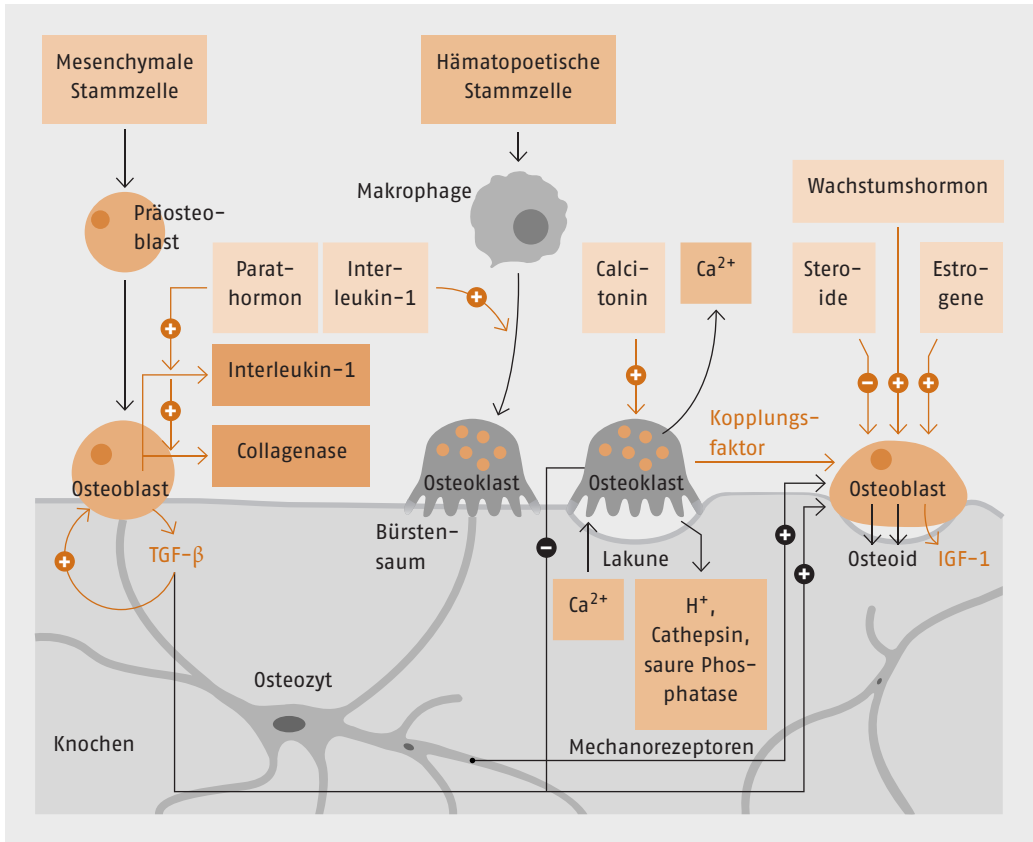 Mesenchymale
Stammzelle
Hämatopoetische
Stammzelle
Makrophage
Wachstumshormon
Präosteo-
blast
Parat-
hormon
Inter-
leukin-1
Calci-
tonin
Ca2+
Stero-
ide
Estro-
gene
+
+
+
−
+
+
Interleukin-1
+
Collagenase
Kopplungs-
faktor
Osteoblast
Osteoklast
Osteoklast
Osteoblast
Bürsten-
saum
Lakune
Osteoid
IGF-1
TGF-β
+
−
+
+
Ca2+
H+,
Cathepsin,
saure Phos-
phatase
Osteozyt
Knochen
Mechanorezeptoren